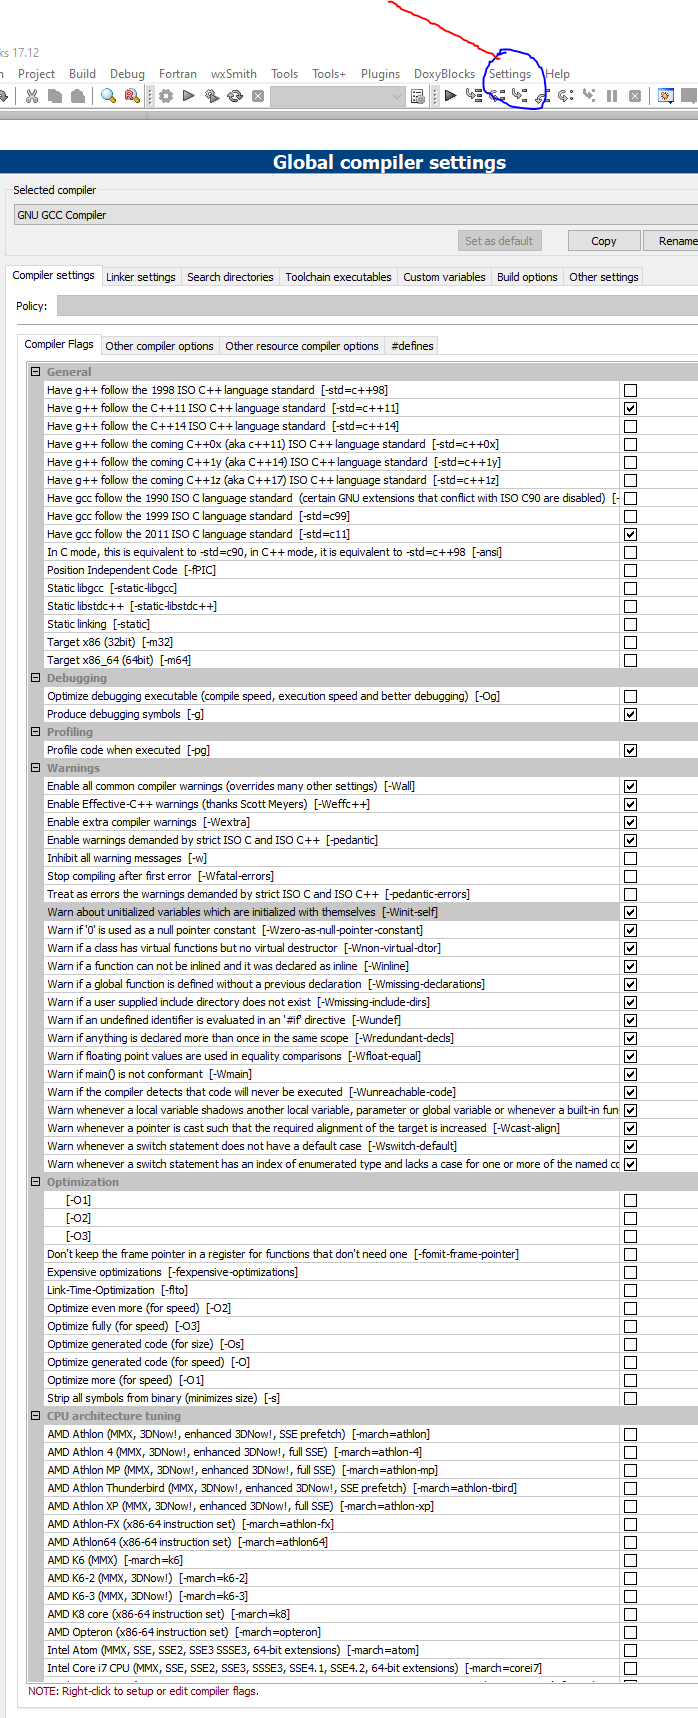 ks 17.12
Project Build Debug Fortran wxSmith Tools Tools+ Plugins DoxyBlocks Settings Help
Global compiler settings
Selected compiler
GNU GCC Compiler
Set as default Copy Rename
Compiler settings Linker settings Search directories Toolchain executables Custom variables Build options Other settings
Policy:
Compiler Flags Other compiler options Other resource compiler options #defines
General
Have g++ follow the 1998 ISO C++ language standard [-std=c++98]
Have g++ follow the C++11 ISO C++ language standard [-std=c++11]
Have g++ follow the C++14 ISO C++ language standard [-std=c++14]
Have g++ follow the coming C++0x (aka c++11) ISO C++ language standard [-std=c++0x]
Have g++ follow the coming C++1y (aka C++14) ISO C++ language standard [-std=c++1y]
Have g++ follow the coming C++1z (aka C++17) ISO C++ language standard [-std=c++1z]
Have gcc follow the 1990 ISO C language standard (certain GNU extensions that conflict with ISO C90 are disabled) [-
Have gcc follow the 1999 ISO C language standard [-std=c99]
Have gcc follow the 2011 ISO C language standard [-std=c11]
In C mode, this is equivalent to -std=c90, in C++ mode, it is equivalent to -std=c++98 [-ansi]
Position Independent Code [-fPIC]
Static libgcc [-static-libgcc]
Static libstdc++ [-static-libstdc++]
Static linking [-static]
Target x86 (32bit) [-m32]
Target x86_64 (64bit) [-m64]
Debugging
Optimize debugging executable (compile speed, execution speed and better debugging) [-Og]
Produce debugging symbols [-g]
Profiling
Profile code when executed [-pg]
Warnings
Enable all common compiler warnings (overrides many other settings) [-Wall]
Enable Effective-C++ warnings (thanks Scott Meyers) [-Weffc++]
Enable extra compiler warnings [-Wextra]
Enable warnings demanded by strict ISO C and ISO C++ [-pedantic]
Inhibit all warning messages [-w]
Stop compiling after first error [-Wfatal-errors]
Treat as errors the warnings demanded by strict ISO C and ISO C++ [-pedantic-errors]
Warn about unitialized variables which are initialized with themselves [-Winit-self]
Warn if '0' is used as a null pointer constant [-Wzero-as-null-pointer-constant]
Warn if a class has virtual functions but no virtual destructor [-Wnon-virtual-dtor]
Warn if a function can not be inlined and it was declared as inline [-Winline]
Warn if a global function is defined without a previous declaration [-Wmissing-declarations]
Warn if a user supplied include directory does not exist [-Wmissing-include-dirs]
Warn if an undefined identifier is evaluated in an '#if' directive [-Wundef]
Warn if anything is declared more than once in the same scope [-Wredundant-decls]
Warn if floating point values are used in equality comparisons [-Wfloat-equal]
Warn if main() is not conformant [-Wmain]
Warn if the compiler detects that code will never be executed [-Wunreachable-code]
Warn whenever a local variable shadows another local variable, parameter or global variable or whenever a built-in fun
Warn whenever a pointer is cast such that the required alignment of the target is increased [-Wcast-align]
Warn whenever a switch statement does not have a default case [-Wswitch-default]
Warn whenever a switch statement has an index of enumerated type and lacks a case for one or more of the named co
Optimization
[-O1]
[-O2]
[-O3]
Don't keep the frame pointer in a register for functions that don't need one [-fomit-frame-pointer]
Expensive optimizations [-fexpensive-optimizations]
Link-Time-Optimization [-flto]
Optimize even more (for speed) [-O2]
Optimize fully (for speed) [-O3]
Optimize generated code (for size) [-Os]
Optimize generated code (for speed) [-O]
Optimize more (for speed) [-O1]
Strip all symbols from binary (minimizes size) [-s]
CPU architecture tuning
AMD Athlon (MMX, 3DNow!, enhanced 3DNow!, SSE prefetch) [-march=athlon]
AMD Athlon 4 (MMX, 3DNow!, enhanced 3DNow!, full SSE) [-march=athlon-4]
AMD Athlon MP (MMX, 3DNow!, enhanced 3DNow!, full SSE) [-march=athlon-mp]
AMD Athlon Thunderbird (MMX, 3DNow!, enhanced 3DNow!, SSE prefetch) [-march=athlon-tbird]
AMD Athlon XP (MMX, 3DNow!, enhanced 3DNow!, full SSE) [-march=athlon-xp]
AMD Athlon-FX (x86-64 instruction set) [-march=athlon-fx]
AMD Athlon64 (x86-64 instruction set) [-march=athlon64]
AMD K6 (MMX) [-march=k6]
AMD K6-2 (MMX, 3DNow!) [-march=k6-2]
AMD K6-3 (MMX, 3DNow!) [-march=k6-3]
AMD K8 core (x86-64 instruction set) [-march=k8]
AMD Opteron (x86-64 instruction set) [-march=opteron]
Intel Atom (MMX, SSE, SSE2, SSE3 SSSE3, 64-bit extensions) [-march=atom]
Intel Core i7 CPU (MMX, SSE, SSE2, SSE3, SSSE3, SSE4.1, SSE4.2, 64-bit extensions) [-march=corei7]
NOTE: Right-click to setup or edit compiler flags.